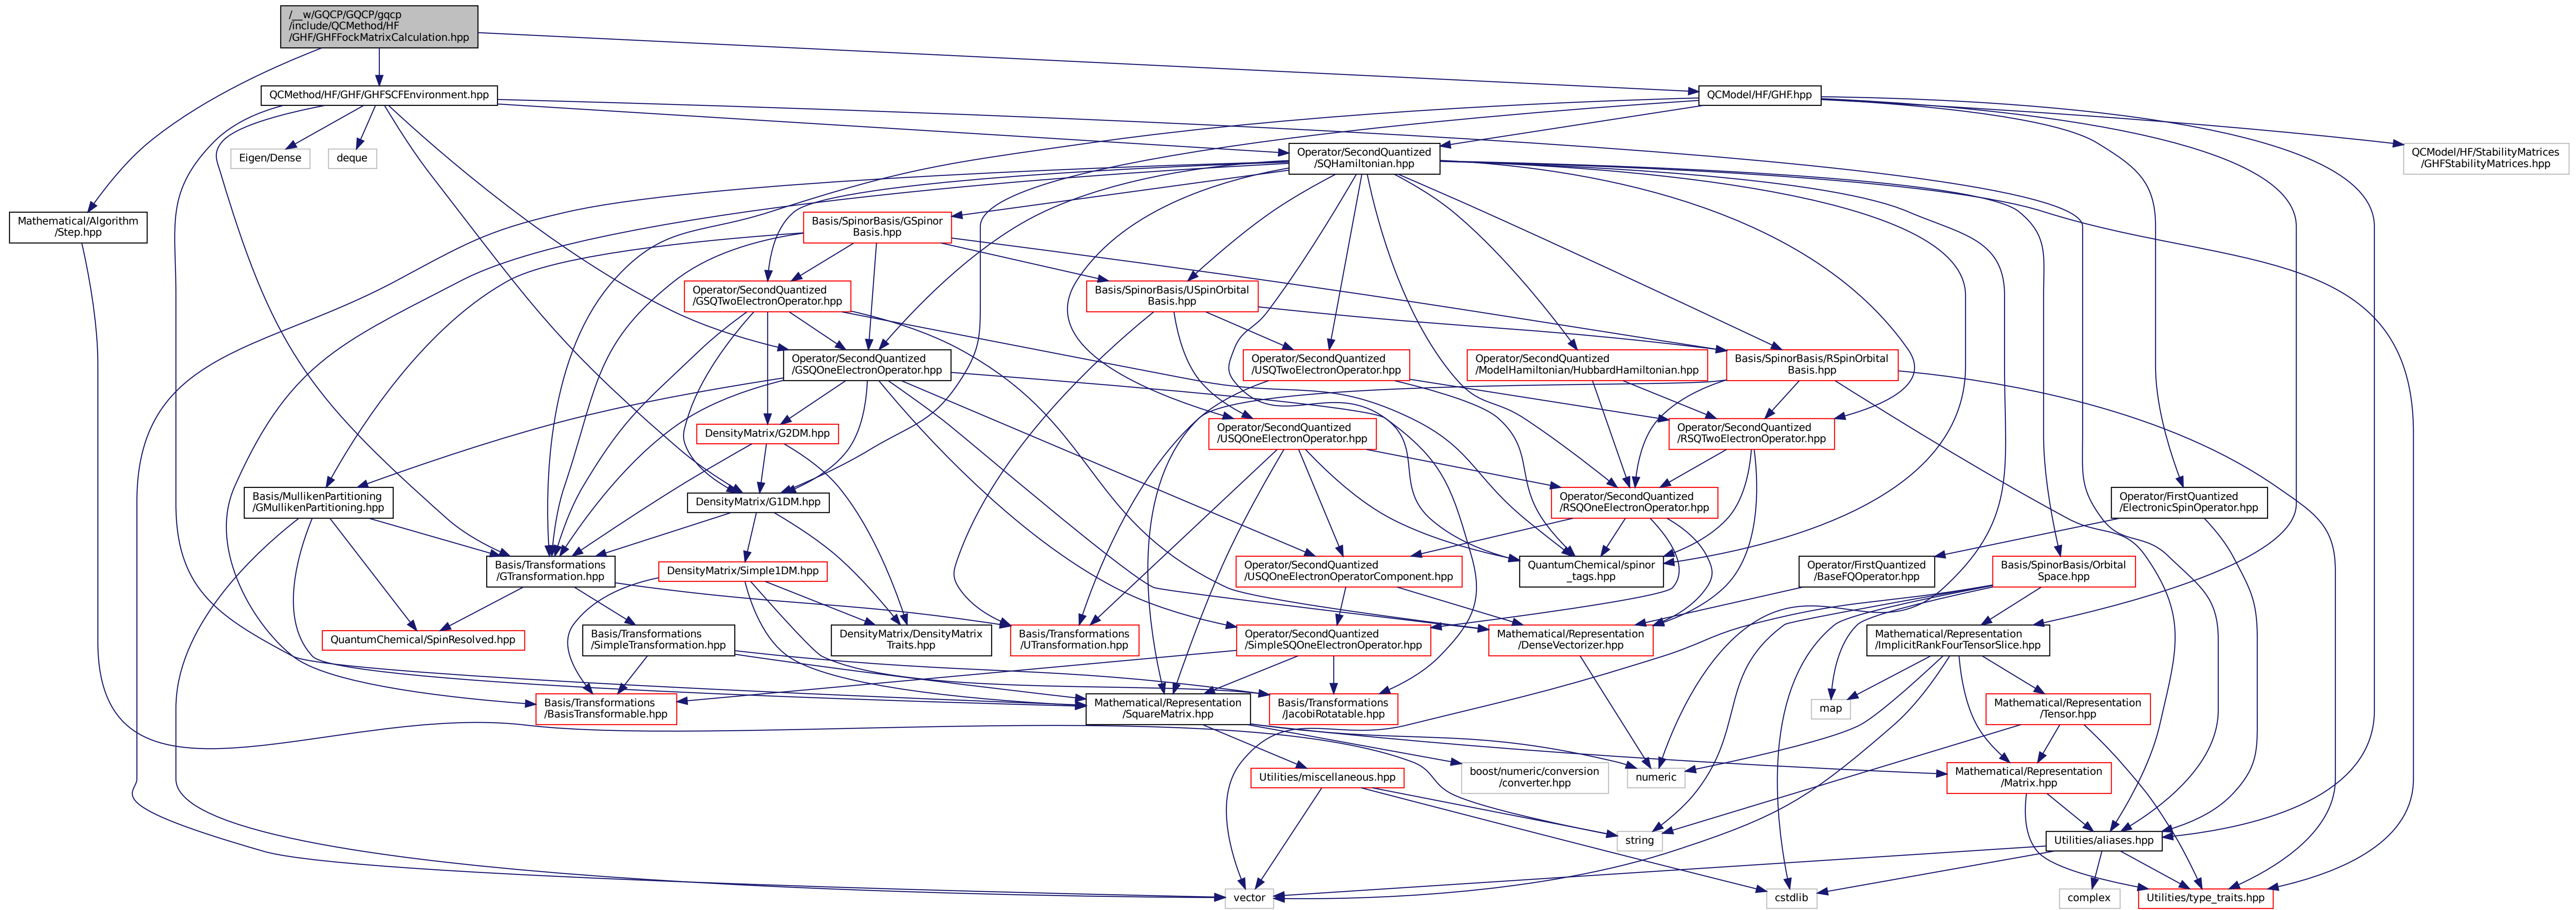 /__w/GQCP/GQCP/gqcp
/include/QCMethod/HF
/GHF/GHFFockMatrixCalculation.hpp
QCMethod/HF/GHF/GHFSCFEnvironment.hpp
QCModel/HF/GHF.hpp
Eigen/Dense
deque
Operator/SecondQuantized
/SQHamiltonian.hpp
QCModel/HF/StabilityMatrices
/GHFStabilityMatrices.hpp
Mathematical/Algorithm
/Step.hpp
Basis/SpinorBasis/GSpinor
Basis.hpp
Operator/SecondQuantized
/GSQTwoElectronOperator.hpp
Basis/SpinorBasis/USpinOrbital
Basis.hpp
Operator/SecondQuantized
/GSQOneElectronOperator.hpp
Operator/SecondQuantized
/USQTwoElectronOperator.hpp
Operator/SecondQuantized
/ModelHamiltonian/HubbardHamiltonian.hpp
Basis/SpinorBasis/RSpinOrbital
Basis.hpp
DensityMatrix/G2DM.hpp
Operator/SecondQuantized
/USQOneElectronOperator.hpp
Operator/SecondQuantized
/RSQTwoElectronOperator.hpp
Basis/MullikenPartitioning
/GMullikenPartitioning.hpp
DensityMatrix/G1DM.hpp
Operator/SecondQuantized
/RSQOneElectronOperator.hpp
Operator/FirstQuantized
/ElectronicSpinOperator.hpp
Basis/Transformations
/GTransformation.hpp
DensityMatrix/Simple1DM.hpp
Operator/SecondQuantized
/USQOneElectronOperatorComponent.hpp
QuantumChemical/spinor
_tags.hpp
Operator/FirstQuantized
/BaseFQOperator.hpp
Basis/SpinorBasis/Orbital
Space.hpp
QuantumChemical/SpinResolved.hpp
Basis/Transformations
/SimpleTransformation.hpp
DensityMatrix/DensityMatrix
Traits.hpp
Basis/Transformations
/UTransformation.hpp
Operator/SecondQuantized
/SimpleSQOneElectronOperator.hpp
Mathematical/Representation
/DenseVectorizer.hpp
Mathematical/Representation
/ImplicitRankFourTensorSlice.hpp
Basis/Transformations
/BasisTransformable.hpp
Mathematical/Representation
/SquareMatrix.hpp
Basis/Transformations
/JacobiRotatable.hpp
map
Mathematical/Representation
/Tensor.hpp
Utilities/miscellaneous.hpp
boost/numeric/conversion
/converter.hpp
numeric
Mathematical/Representation
/Matrix.hpp
string
Utilities/aliases.hpp
vector
cstdlib
complex
Utilities/type_traits.hpp